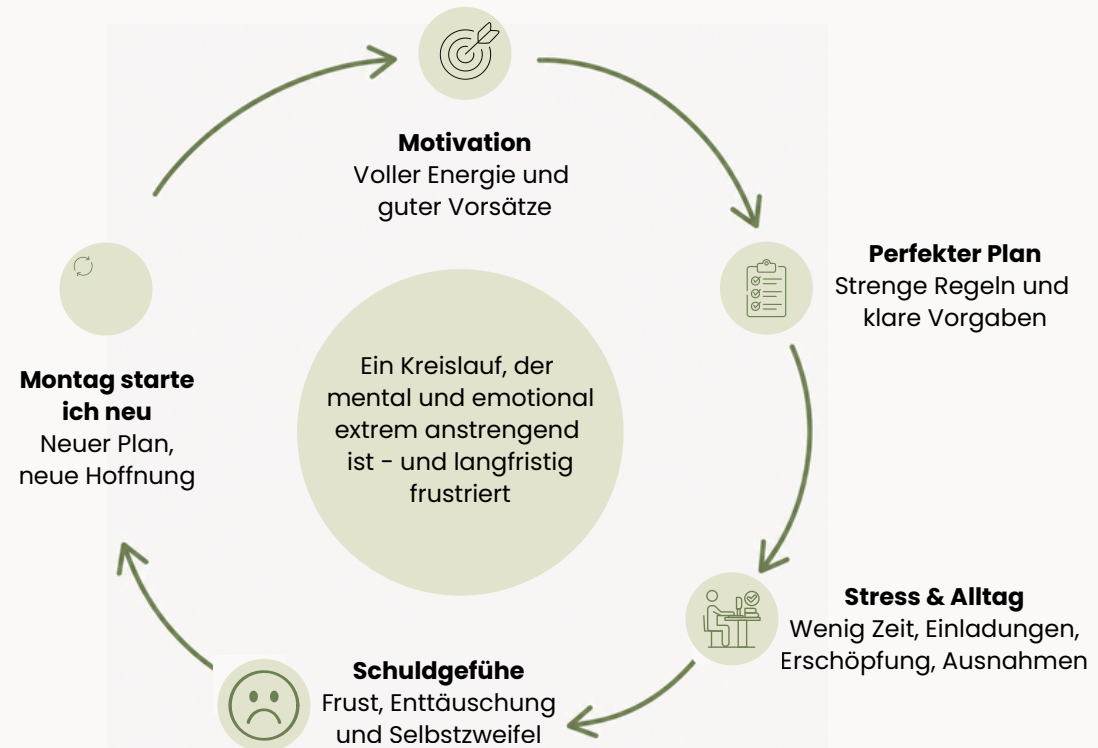 Motivation
Voller Energie und
guter Vorsätze
Perfekter Plan
Strenge Regeln und
klare Vorgaben
Stress & Alltag
Wenig Zeit, Einladungen,
Erschöpfung, Ausnahmen
Schuldgefühe
Frust, Enttäuschung
und Selbstzweifel
Montag starte
ich neu
Neuer Plan,
neue Hoffnung
Ein Kreislauf, der
mental und emotional
extrem anstrengend
ist - und langfristig
frustriert